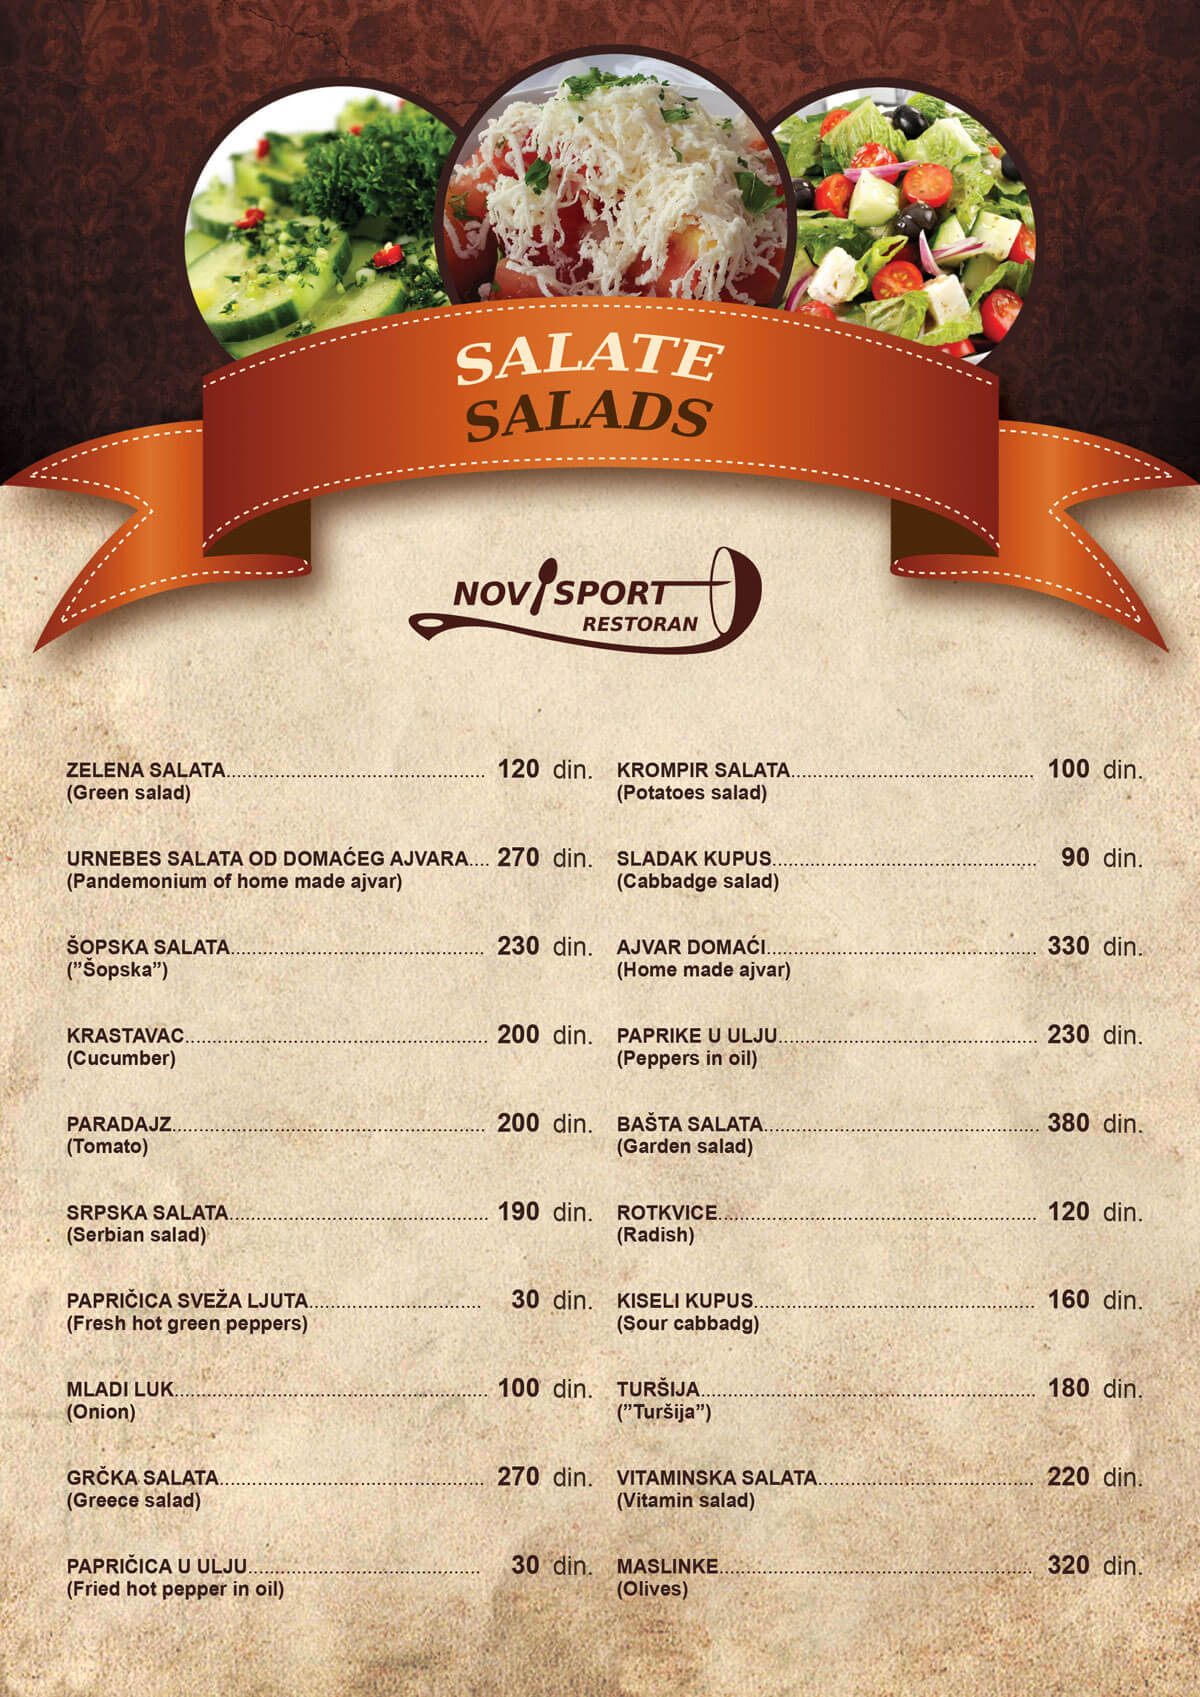 SALATE
SALADS
NOVI SPORT
RESTORAN
ZELENA SALATA............................................... 120 din.
(Green salad)
URNEBES SALATA OD DOMAĆEG AJVARA.... 270 din.
(Pandemonium of home made ajvar)
ŠOPSKA SALATA.............................................. 230 din.
(”Šopska”)
KRASTAVAC....................................................... 200 din.
(Cucumber)
PARADAJZ......................................................... 200 din.
(Tomato)
SRPSKA SALATA............................................... 190 din.
(Serbian salad)
PAPRIČICA SVEŽA LJUTA............................... 30 din.
(Fresh hot green peppers)
MLADI LUK......................................................... 100 din.
(Onion)
GRČKA SALATA................................................ 270 din.
(Greece salad)
PAPRIČICA U ULJU.......................................... 30 din.
(Fried hot pepper in oil)
KROMPIR SALATA............................................ 100 din.
(Potatoes salad)
SLADAK KUPUS................................................ 90 din.
(Cabbadge salad)
AJVAR DOMAĆI................................................. 330 din.
(Home made ajvar)
PAPRIKE U ULJU............................................... 230 din.
(Peppers in oil)
BAŠTA SALATA.................................................. 380 din.
(Garden salad)
ROTKVICE.......................................................... 120 din.
(Radish)
KISELI KUPUS................................................... 160 din.
(Sour cabbadg)
TURŠIJA............................................................. 180 din.
(”Turšija”)
VITAMINSKA SALATA....................................... 220 din.
(Vitamin salad)
MASLINKE......................................................... 320 din.
(Olives)